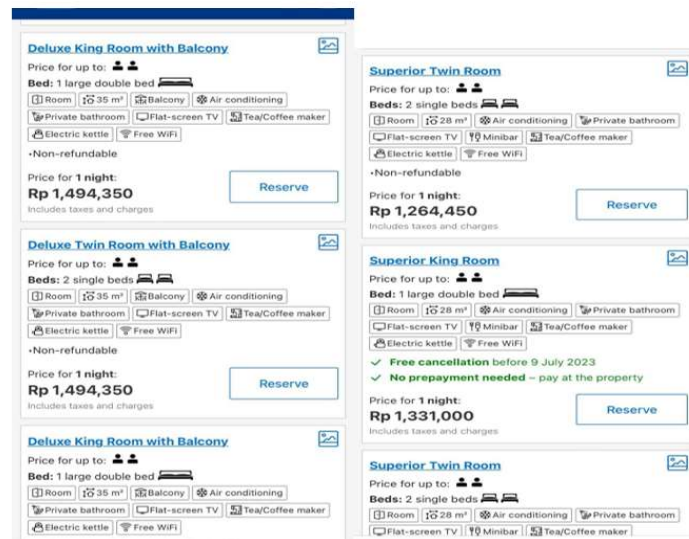 Deluxe King Room with Balcony
Price for up to:
Bed: 1 large double bed
Room 35 m² Balcony Air conditioning
Private bathroom Flat-screen TV Tea/Coffee maker
Electric kettle Free WiFi
•Non-refundable
Price for 1 night:
Rp 1,494,350
Reserve
Includes taxes and charges
Deluxe Twin Room with Balcony
Price for up to:
Beds: 2 single beds
Room 35 m² Balcony Air conditioning
Private bathroom Flat-screen TV Tea/Coffee maker
Electric kettle Free WiFi
•Non-refundable
Price for 1 night:
Rp 1,494,350
Reserve
Includes taxes and charges
Deluxe King Room with Balcony
Price for up to:
Bed: 1 large double bed
Room 35 m² Balcony Air conditioning
Private bathroom Flat-screen TV Tea/Coffee maker
Electric kettle Free WiFi
Superior Twin Room
Price for up to:
Beds: 2 single beds
Room 28 m² Air conditioning Private bathroom
Flat-screen TV Minibar Tea/Coffee maker
Electric kettle Free WiFi
•Non-refundable
Price for 1 night:
Rp 1,264,450
Reserve
Includes taxes and charges
Superior King Room
Price for up to:
Bed: 1 large double bed
Room 28 m² Air conditioning Private bathroom
Flat-screen TV Minibar Tea/Coffee maker
Electric kettle Free WiFi
Free cancellation before 9 July 2023
No prepayment needed – pay at the property
Price for 1 night:
Rp 1,331,000
Reserve
Includes taxes and charges
Superior Twin Room
Price for up to:
Beds: 2 single beds
Room 28 m² Air conditioning Private bathroom
Flat-screen TV Minibar Tea/Coffee maker